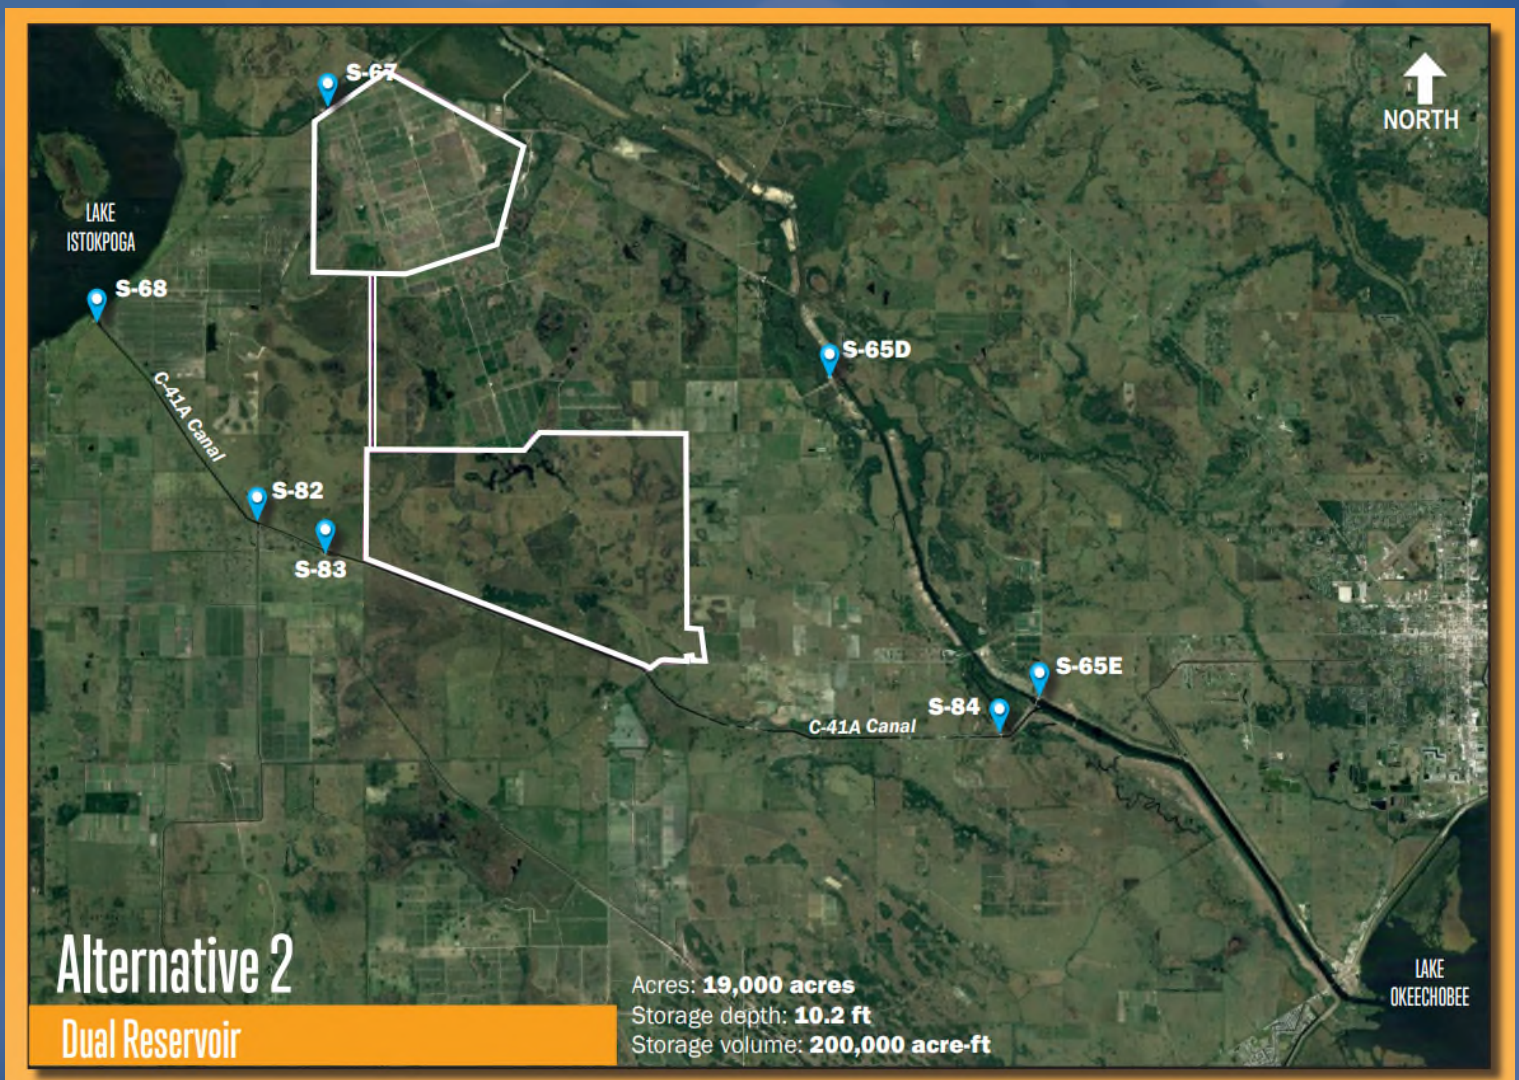 S-67
NORTH
LAKE
ISTOKPOGA
S-68
S-65D
C-41A Canal
S-82
S-83
S-65E
S-84
C-41A Canal
Alternative 2
Dual Reservoir
Acres: 19,000 acres
Storage depth: 10.2 ft
Storage volume: 200,000 acre-ft
LAKE
OKEECHOBEE